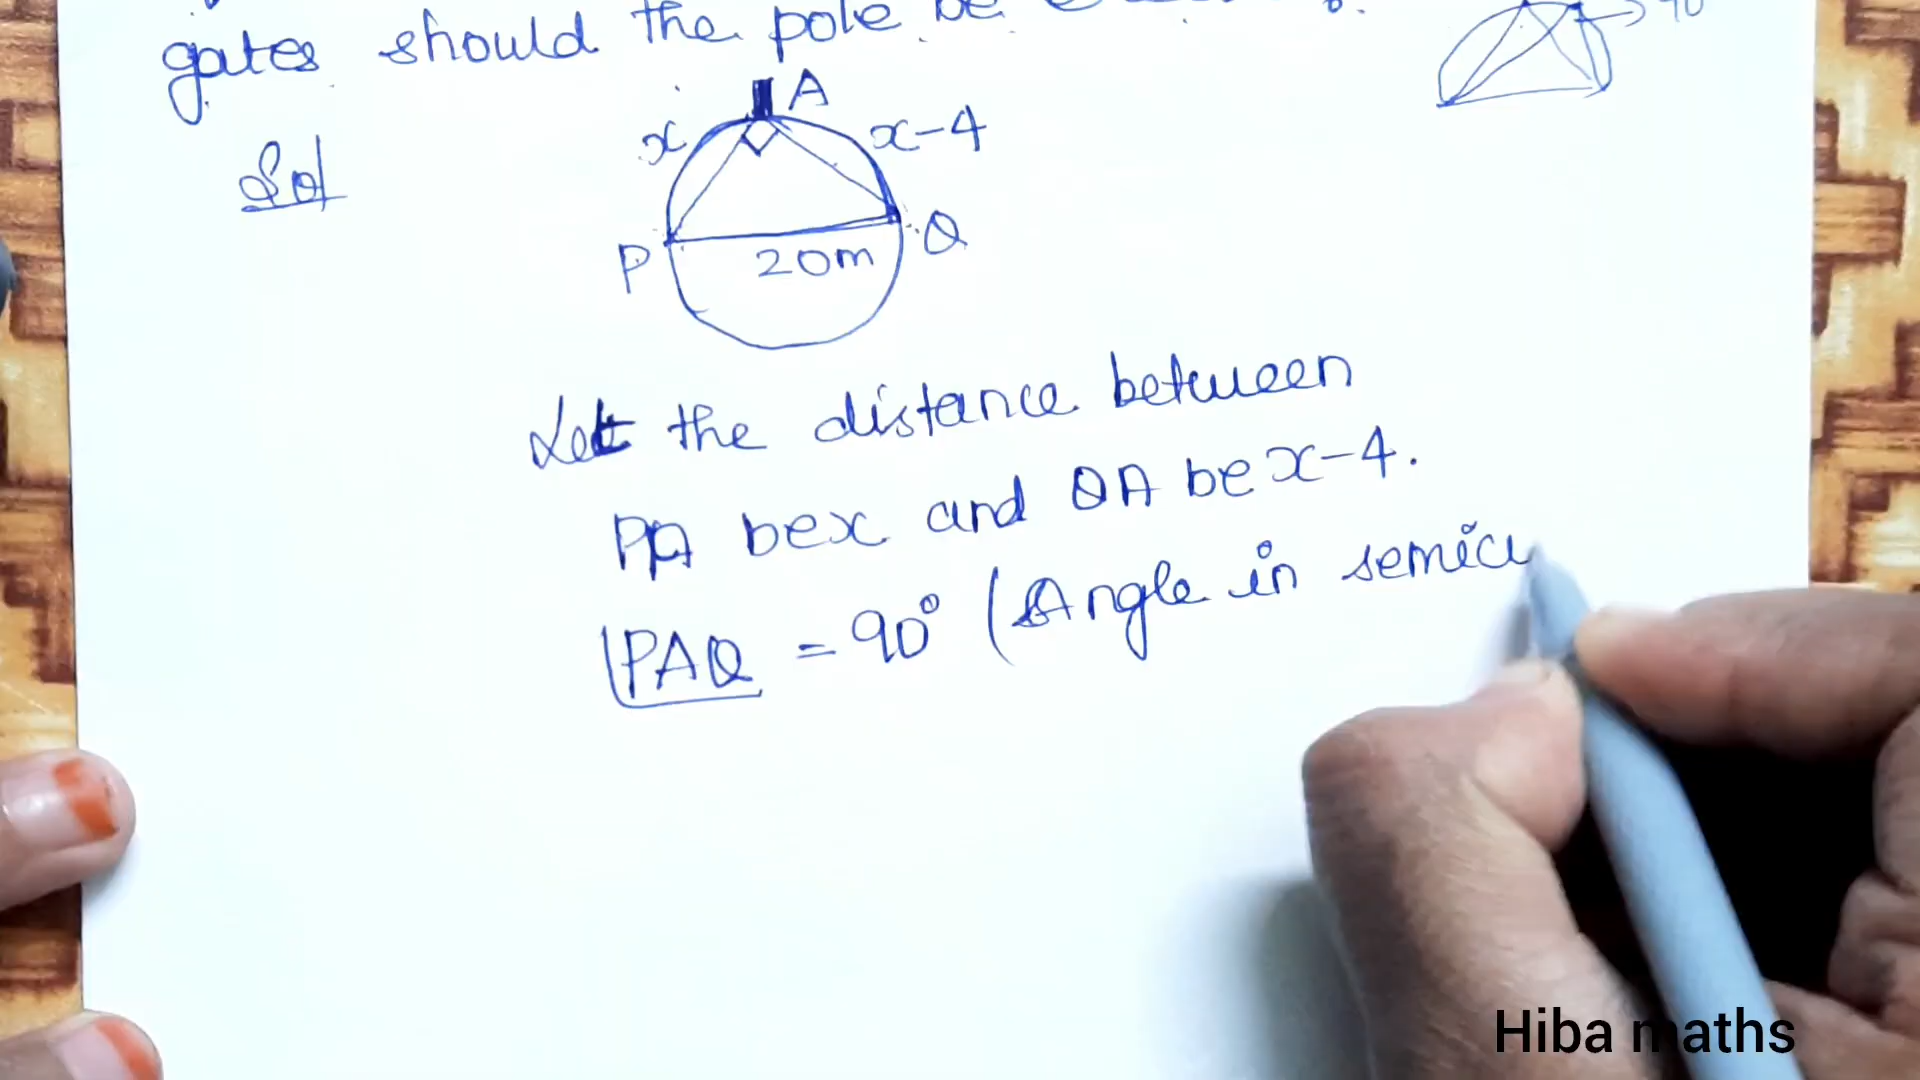 gates should the pole be
A
x
x-4
Sol
P
Q
20m
Let the distance between
PA be x and QA be x-4.
PAQ = 90° (Angle in semici
Hiba maths